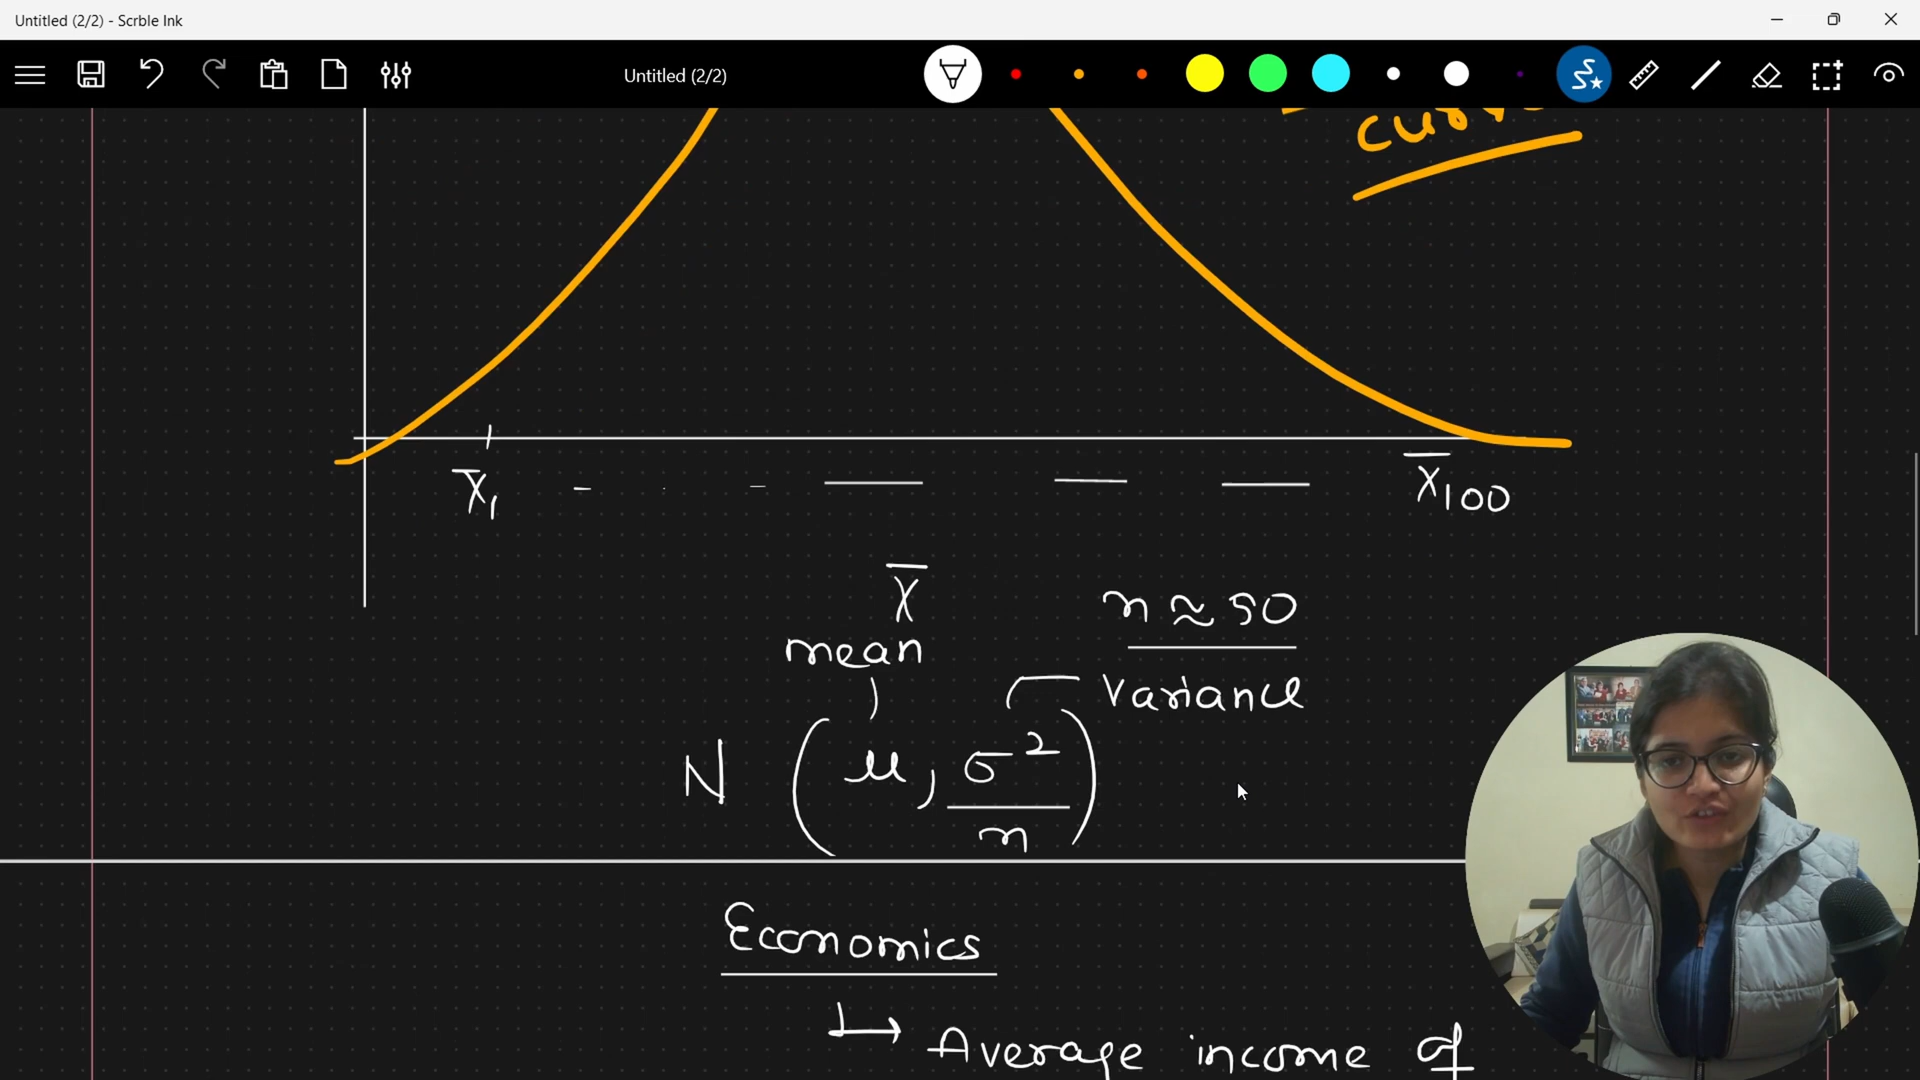 Untitled (2/2) - Scrble Ink
Untitled (2/2)
X̄₁ - - - — — — X̄₁₀₀
X̄
n ≈ 50
mean
Variance
N (μ, σ²/n)
Economics
↳ Average income of